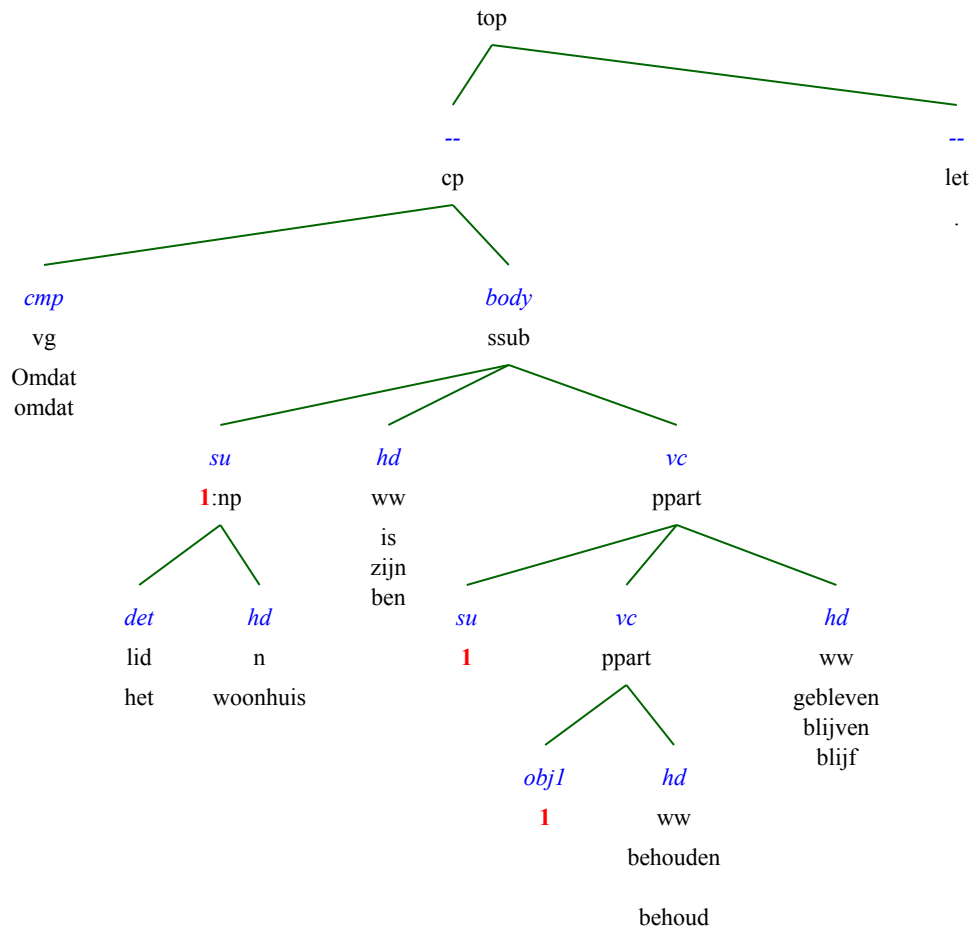 top
-- --
cp let
.
cmp body
vg ssub
Omdat
omdat
su hd vc
1:np ww ppart
is
zijn
ben
det hd su vc hd
lid n 1 ppart ww
het woonhuis gebleven
blijven
blijf
obj1 hd
1 ww
behouden
behoud